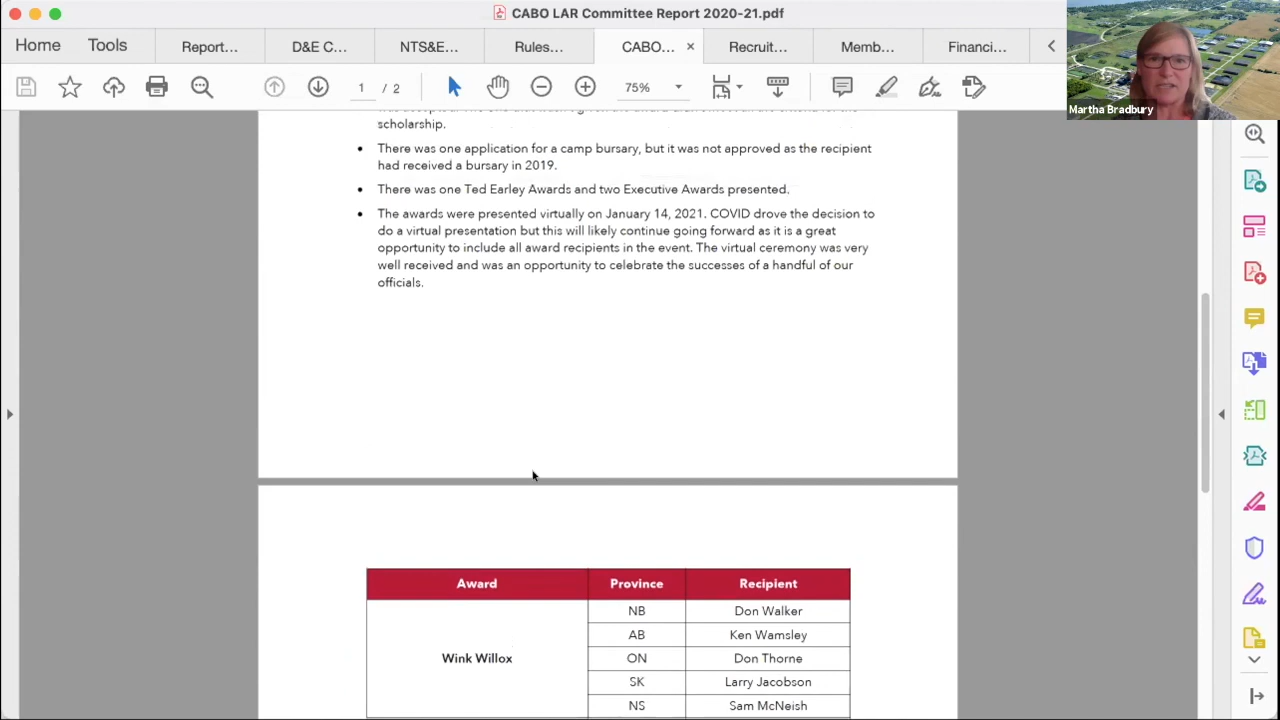 CABO LAR Committee Report 2020-21.pdf
Home
Tools
Report...
D&E C...
NTS&E...
Rules...
CABO...
×
Recruit...
Memb...
Financi...
1 / 2
75%
Martha Bradbury
scholarship.
• There was one application for a camp bursary, but it was not approved as the recipient
had received a bursary in 2019.
• There was one Ted Earley Awards and two Executive Awards presented.
• The awards were presented virtually on January 14, 2021. COVID drove the decision to
do a virtual presentation but this will likely continue going forward as it is a great
opportunity to include all award recipients in the event. The virtual ceremony was very
well received and was an opportunity to celebrate the successes of a handful of our
officials.
Award Province Recipient
NB Don Walker
AB Ken Wamsley
Wink Willox ON Don Thorne
SK Larry Jacobson
NS Sam McNeish